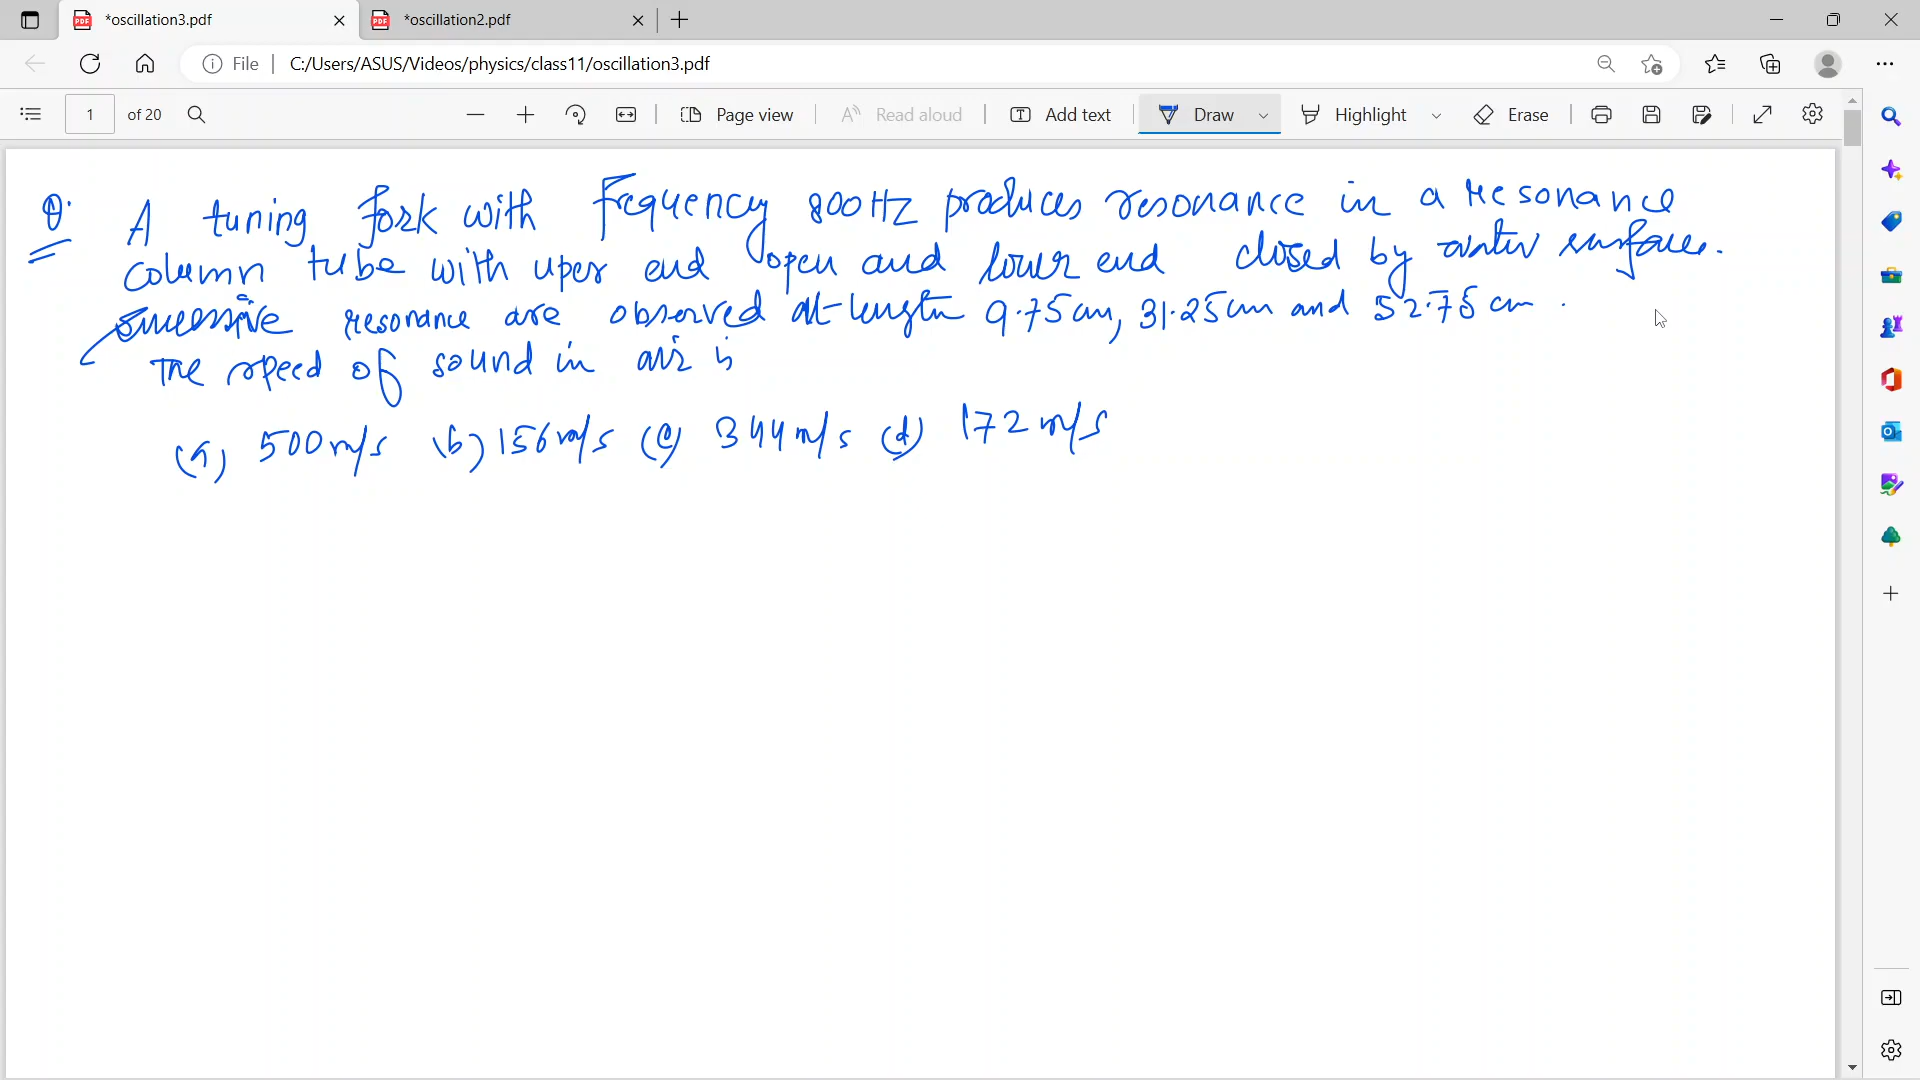 *oscillation3.pdf
*oscillation2.pdf
File C:/Users/ASUS/Videos/physics/class11/oscillation3.pdf
1 of 20 Page view Read aloud Add text Draw Highlight Erase
Q. A tuning fork with frequency 800 Hz produces resonance in a resonance
column tube with uper end open and lower end closed by water surface.
successive resonance are observed at length 9.75 cm, 31.25 cm and 52.75 cm.
The speed of sound in air is
(a) 500 m/s (b) 156 m/s (c) 344 m/s (d) 172 m/s